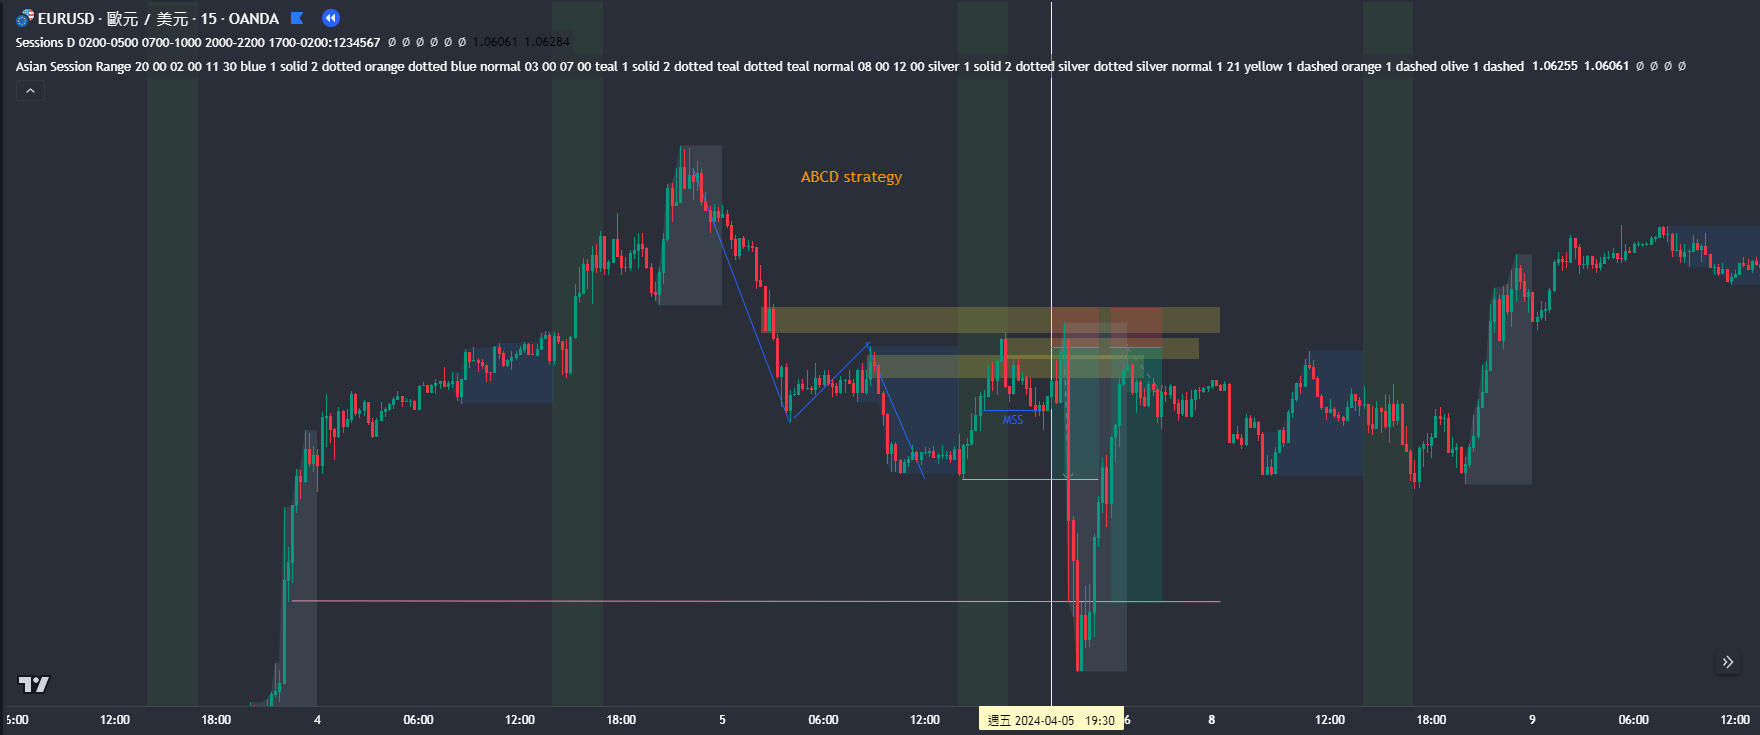 EURUSD · 歐元 / 美元 · 15 · OANDA
Sessions D 0200-0500 0700-1000 2000-2200 1700-0200:1234567 ∅ ∅ ∅ ∅ ∅ ∅ 1.06061 1.06284
Asian Session Range 20 00 02 00 11 30 blue 1 solid 2 dotted orange dotted blue normal 03 00 07 00 teal 1 solid 2 dotted teal dotted teal normal 08 00 12 00 silver 1 solid 2 dotted silver dotted silver normal 1 21 yellow 1 dashed orange 1 dashed olive 1 dashed 1.06255 1.06061 ∅ ∅ ∅ ∅
ABCD strategy
MSS
6:00 12:00 18:00 4 06:00 12:00 18:00 5 06:00 12:00 週五 2024-04-05 19:30 6 8 12:00 18:00 9 06:00 12:00